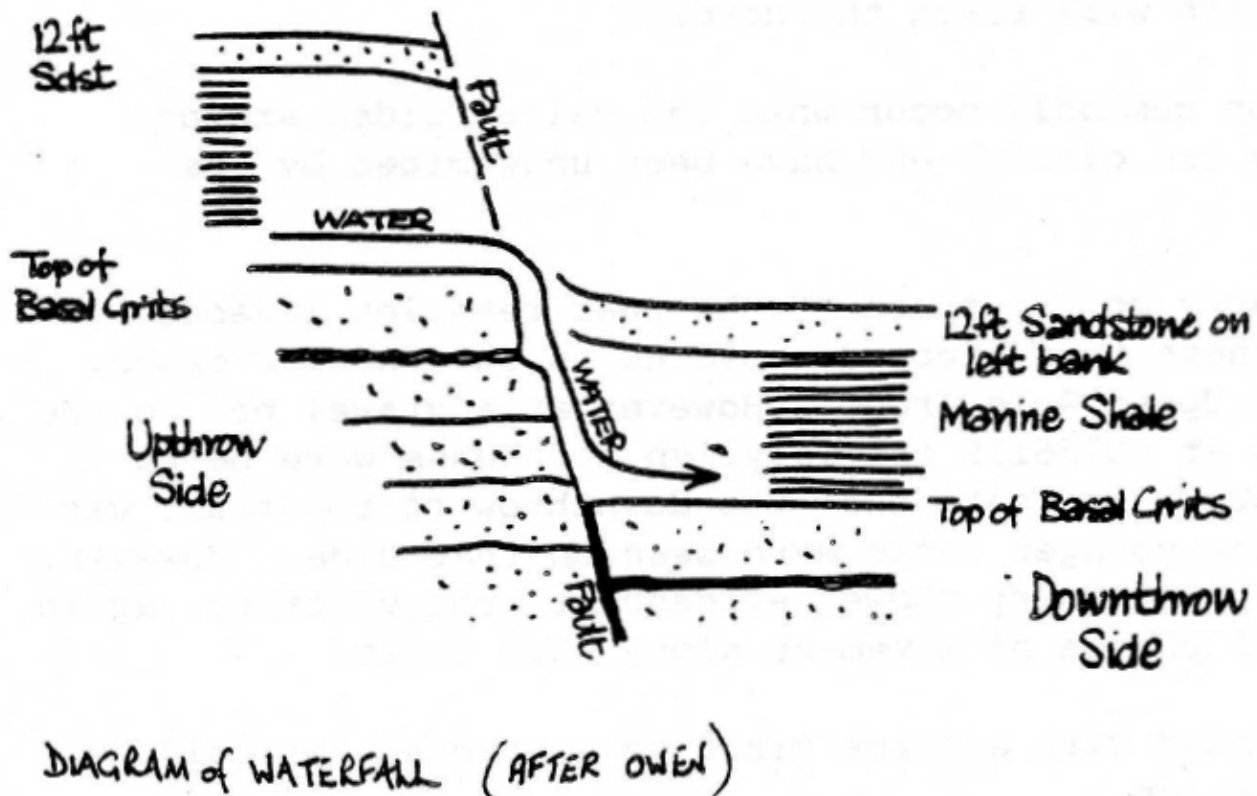 12ft
Sdst
Fault
WATER
Top of
Basal Grits
12ft Sandstone on
left bank
WATER
Marine Shale
Upthrow
Side
Top of Basal Grits
Fault
Downthrow
Side
DIAGRAM of WATERFALL (AFTER OWEN)